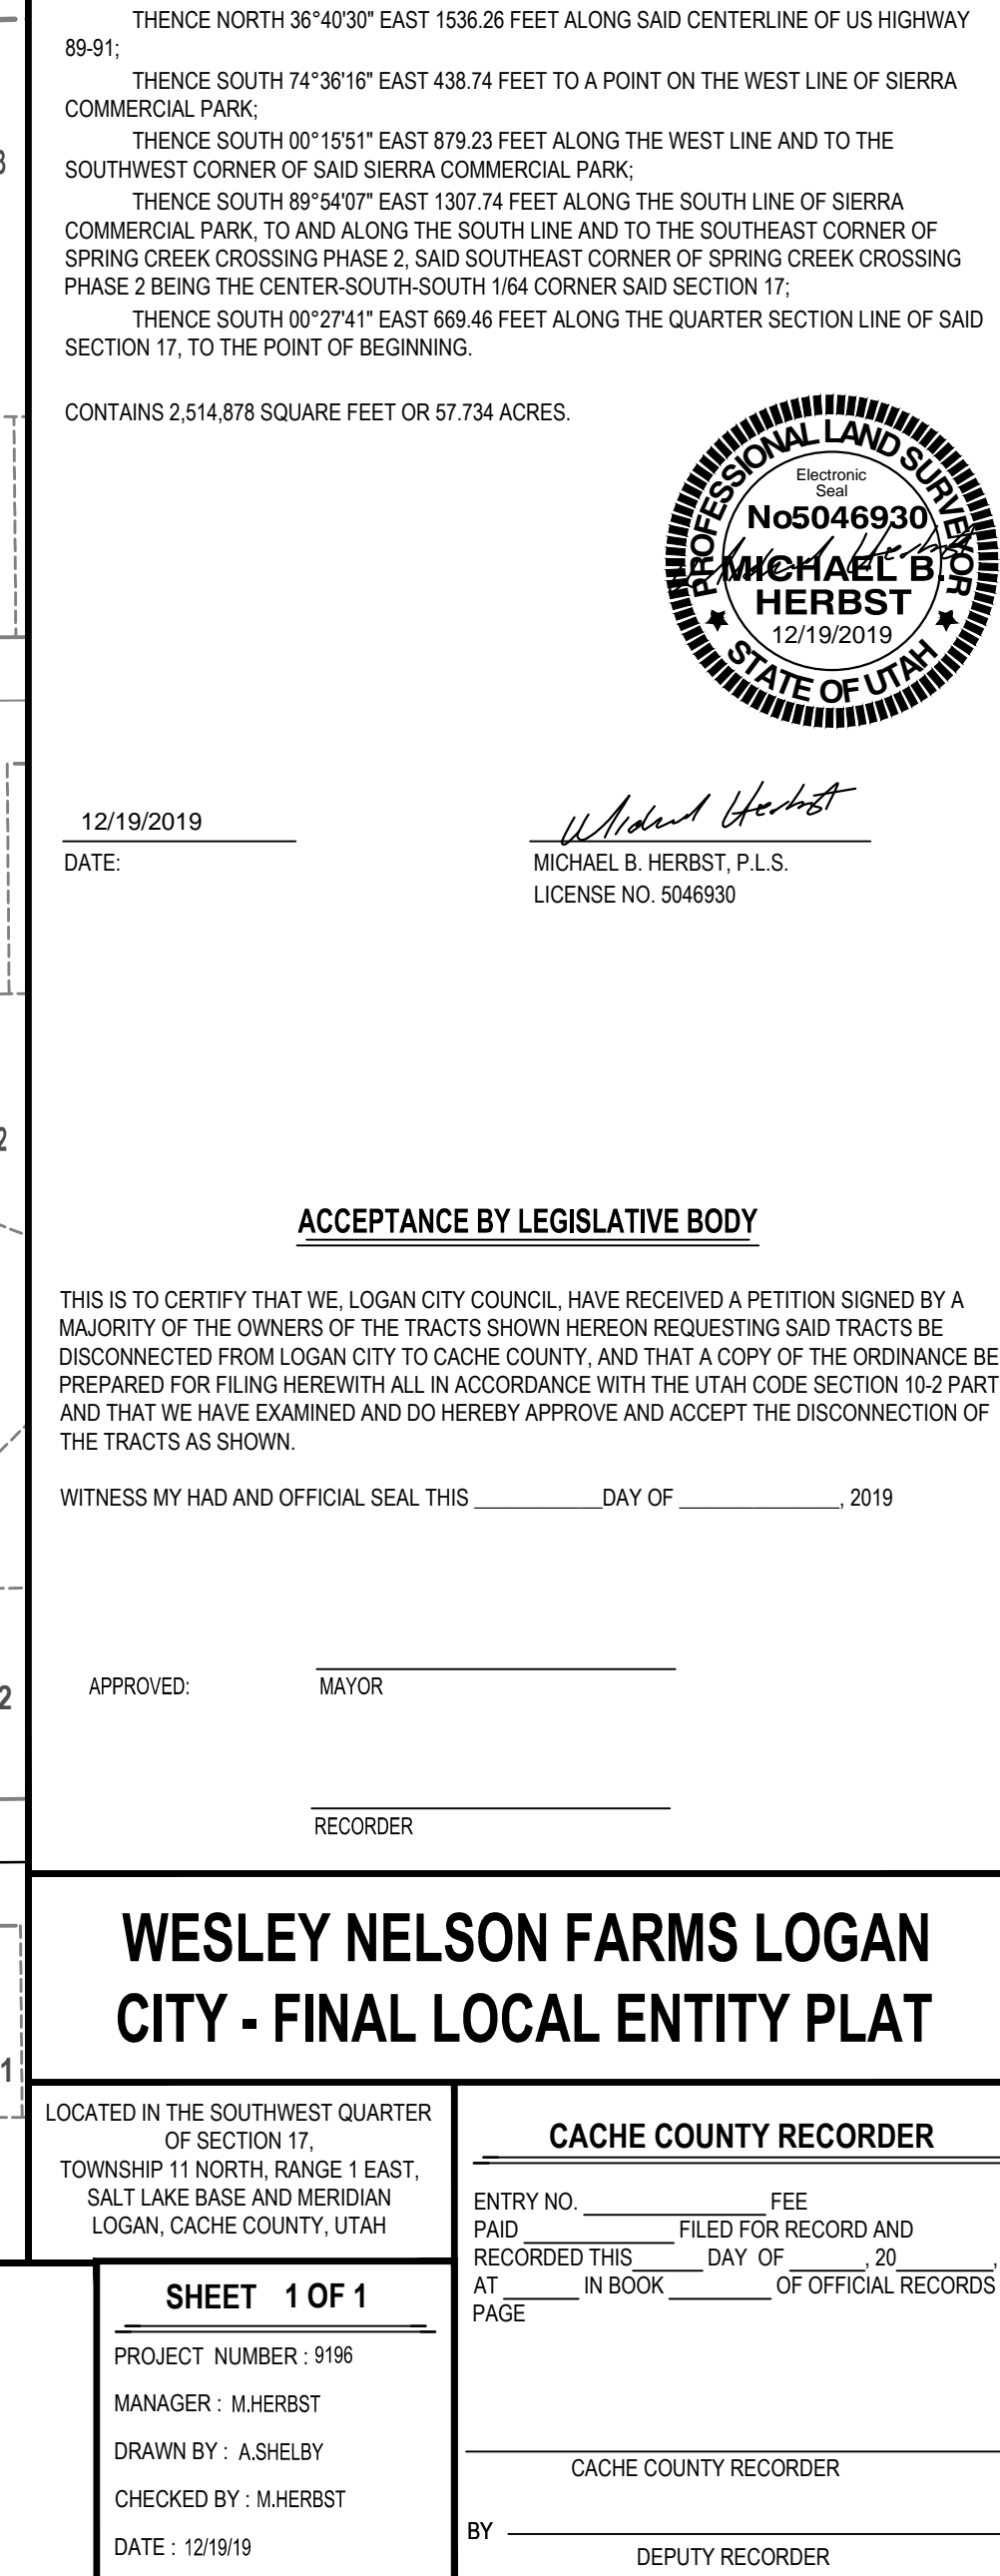 THENCE NORTH 36°40'30" EAST 1536.26 FEET ALONG SAID CENTERLINE OF US HIGHWAY
89-91;
THENCE SOUTH 74°36'16" EAST 438.74 FEET TO A POINT ON THE WEST LINE OF SIERRA
COMMERCIAL PARK;
THENCE SOUTH 00°15'51" EAST 879.23 FEET ALONG THE WEST LINE AND TO THE
SOUTHWEST CORNER OF SAID SIERRA COMMERCIAL PARK;
THENCE SOUTH 89°54'07" EAST 1307.74 FEET ALONG THE SOUTH LINE OF SIERRA
COMMERCIAL PARK, TO AND ALONG THE SOUTH LINE AND TO THE SOUTHEAST CORNER OF
SPRING CREEK CROSSING PHASE 2, SAID SOUTHEAST CORNER OF SPRING CREEK CROSSING
PHASE 2 BEING THE CENTER-SOUTH-SOUTH 1/64 CORNER SAID SECTION 17;
THENCE SOUTH 00°27'41" EAST 669.46 FEET ALONG THE QUARTER SECTION LINE OF SAID
SECTION 17, TO THE POINT OF BEGINNING.
CONTAINS 2,514,878 SQUARE FEET OR 57.734 ACRES.
PROFESSIONAL LAND SURVEYOR
Electronic
Seal
No5046930
MICHAEL B.
HERBST
12/19/2019
STATE OF UTAH
12/19/2019
Michael Herbst
DATE:
MICHAEL B. HERBST, P.L.S.
LICENSE NO. 5046930
ACCEPTANCE BY LEGISLATIVE BODY
THIS IS TO CERTIFY THAT WE, LOGAN CITY COUNCIL, HAVE RECEIVED A PETITION SIGNED BY A
MAJORITY OF THE OWNERS OF THE TRACTS SHOWN HEREON REQUESTING SAID TRACTS BE
DISCONNECTED FROM LOGAN CITY TO CACHE COUNTY, AND THAT A COPY OF THE ORDINANCE BE
PREPARED FOR FILING HEREWITH ALL IN ACCORDANCE WITH THE UTAH CODE SECTION 10-2 PART
AND THAT WE HAVE EXAMINED AND DO HEREBY APPROVE AND ACCEPT THE DISCONNECTION OF
THE TRACTS AS SHOWN.
WITNESS MY HAD AND OFFICIAL SEAL THIS ____________DAY OF _______________, 2019
APPROVED:
MAYOR
RECORDER
WESLEY NELSON FARMS LOGAN
CITY - FINAL LOCAL ENTITY PLAT
LOCATED IN THE SOUTHWEST QUARTER
OF SECTION 17,
TOWNSHIP 11 NORTH, RANGE 1 EAST,
SALT LAKE BASE AND MERIDIAN
LOGAN, CACHE COUNTY, UTAH
SHEET 1 OF 1
PROJECT NUMBER : 9196
MANAGER : M.HERBST
DRAWN BY : A.SHELBY
CHECKED BY : M.HERBST
DATE : 12/19/19
CACHE COUNTY RECORDER
ENTRY NO. ________________ FEE
PAID _____________ FILED FOR RECORD AND
RECORDED THIS______ DAY OF ______, 20 ________,
AT ______ IN BOOK _________ OF OFFICIAL RECORDS
PAGE
CACHE COUNTY RECORDER
BY
DEPUTY RECORDER